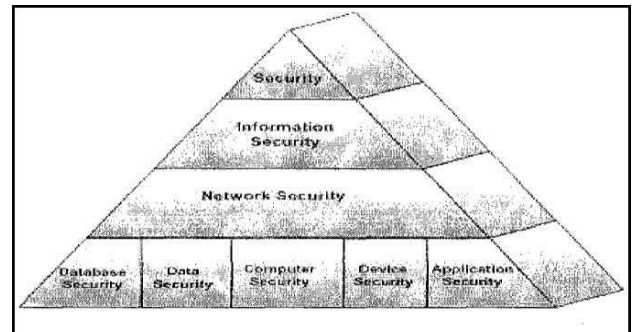 Security
Information
Security
Network Security
Database
Security
Data
Security
Computer
Security
Device
Security
Application
Security